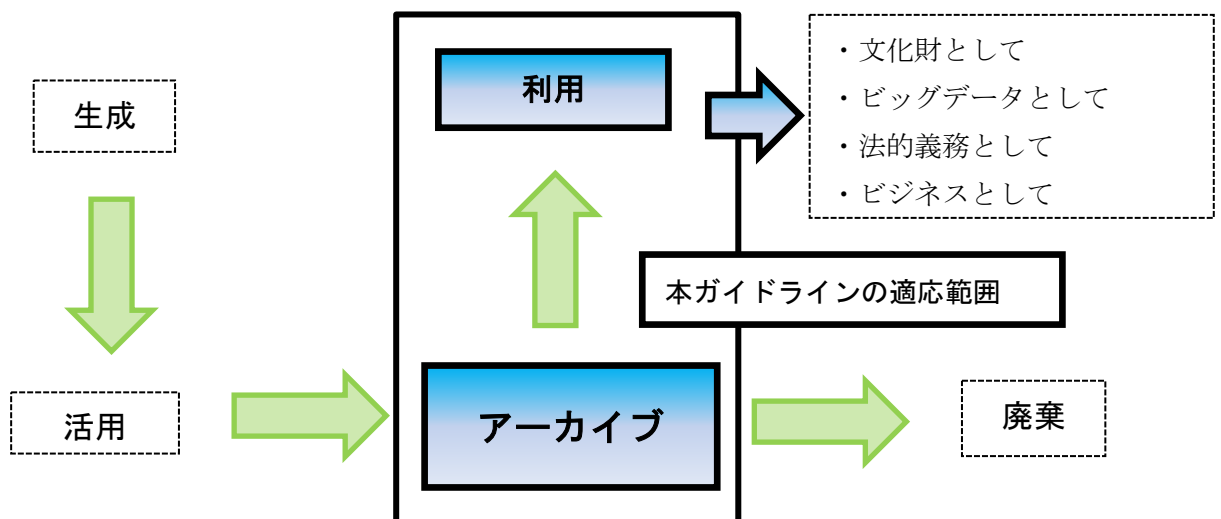 生成
活用
利用
アーカイブ
・文化財として
・ビッグデータとして
・法的義務として
・ビジネスとして
本ガイドラインの適応範囲
廃棄